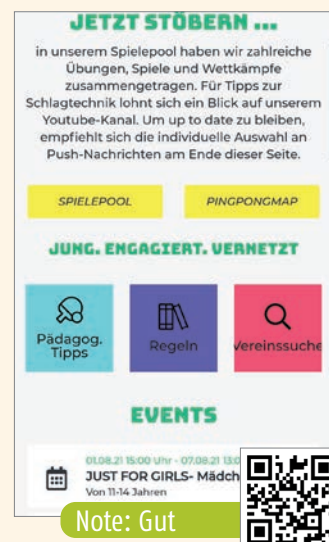 JETZT STÖBERN ...
in unserem Spielepool haben wir zahlreiche
Übungen, Spiele und Wettkämpfe
zusammengetragen. Für Tipps zur
Schlagtechnik lohnt sich ein Blick auf unserem
Youtube-Kanal. Um up to date zu bleiben,
empfiehlt sich die individuelle Auswahl an
Push-Nachrichten am Ende dieser Seite.
SPIELEPOOL PINGPONGMAP
JUNG. ENGAGIERT. VERNETZT
Pädagog.
Tipps
Regeln
Vereinssuche
EVENTS
01.08.21 15:00 Uhr - 07.08.21 13:0
JUST FOR GIRLS- Mädch
Von 11-14 Jahren
Note: Gut